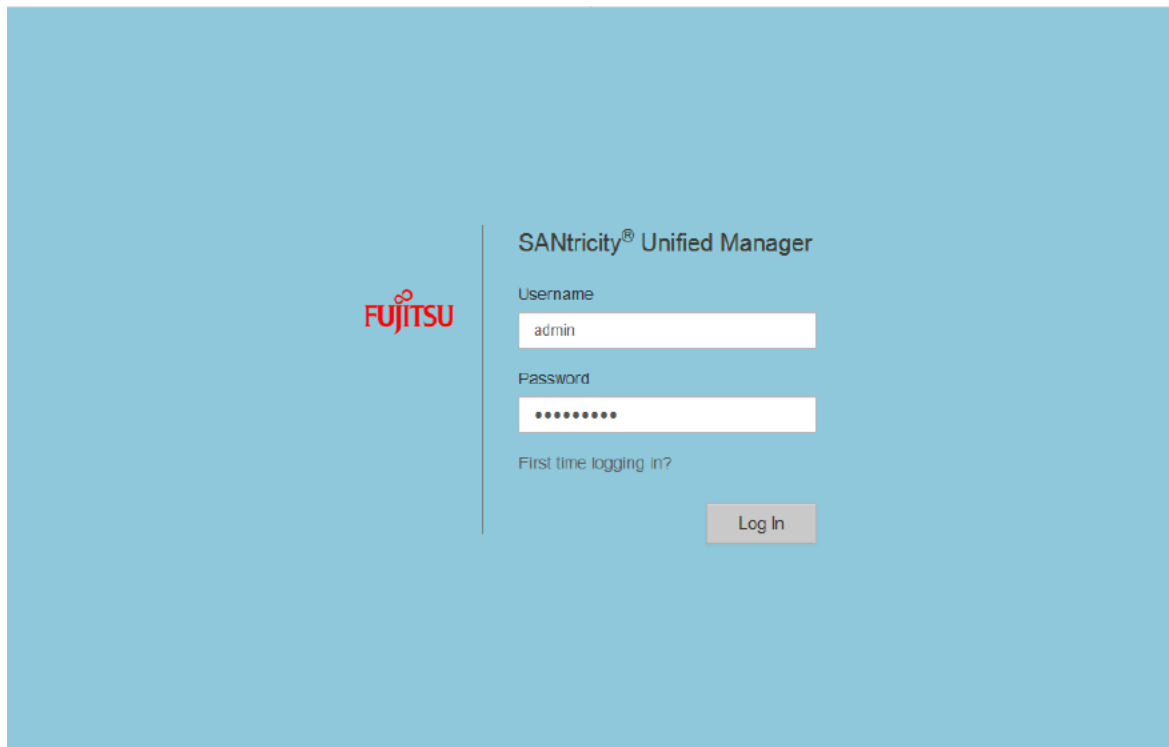 SANtricity® Unified Manager
FUJITSU
Username
admin
Password
•••••••••
First time logging in?
Log In